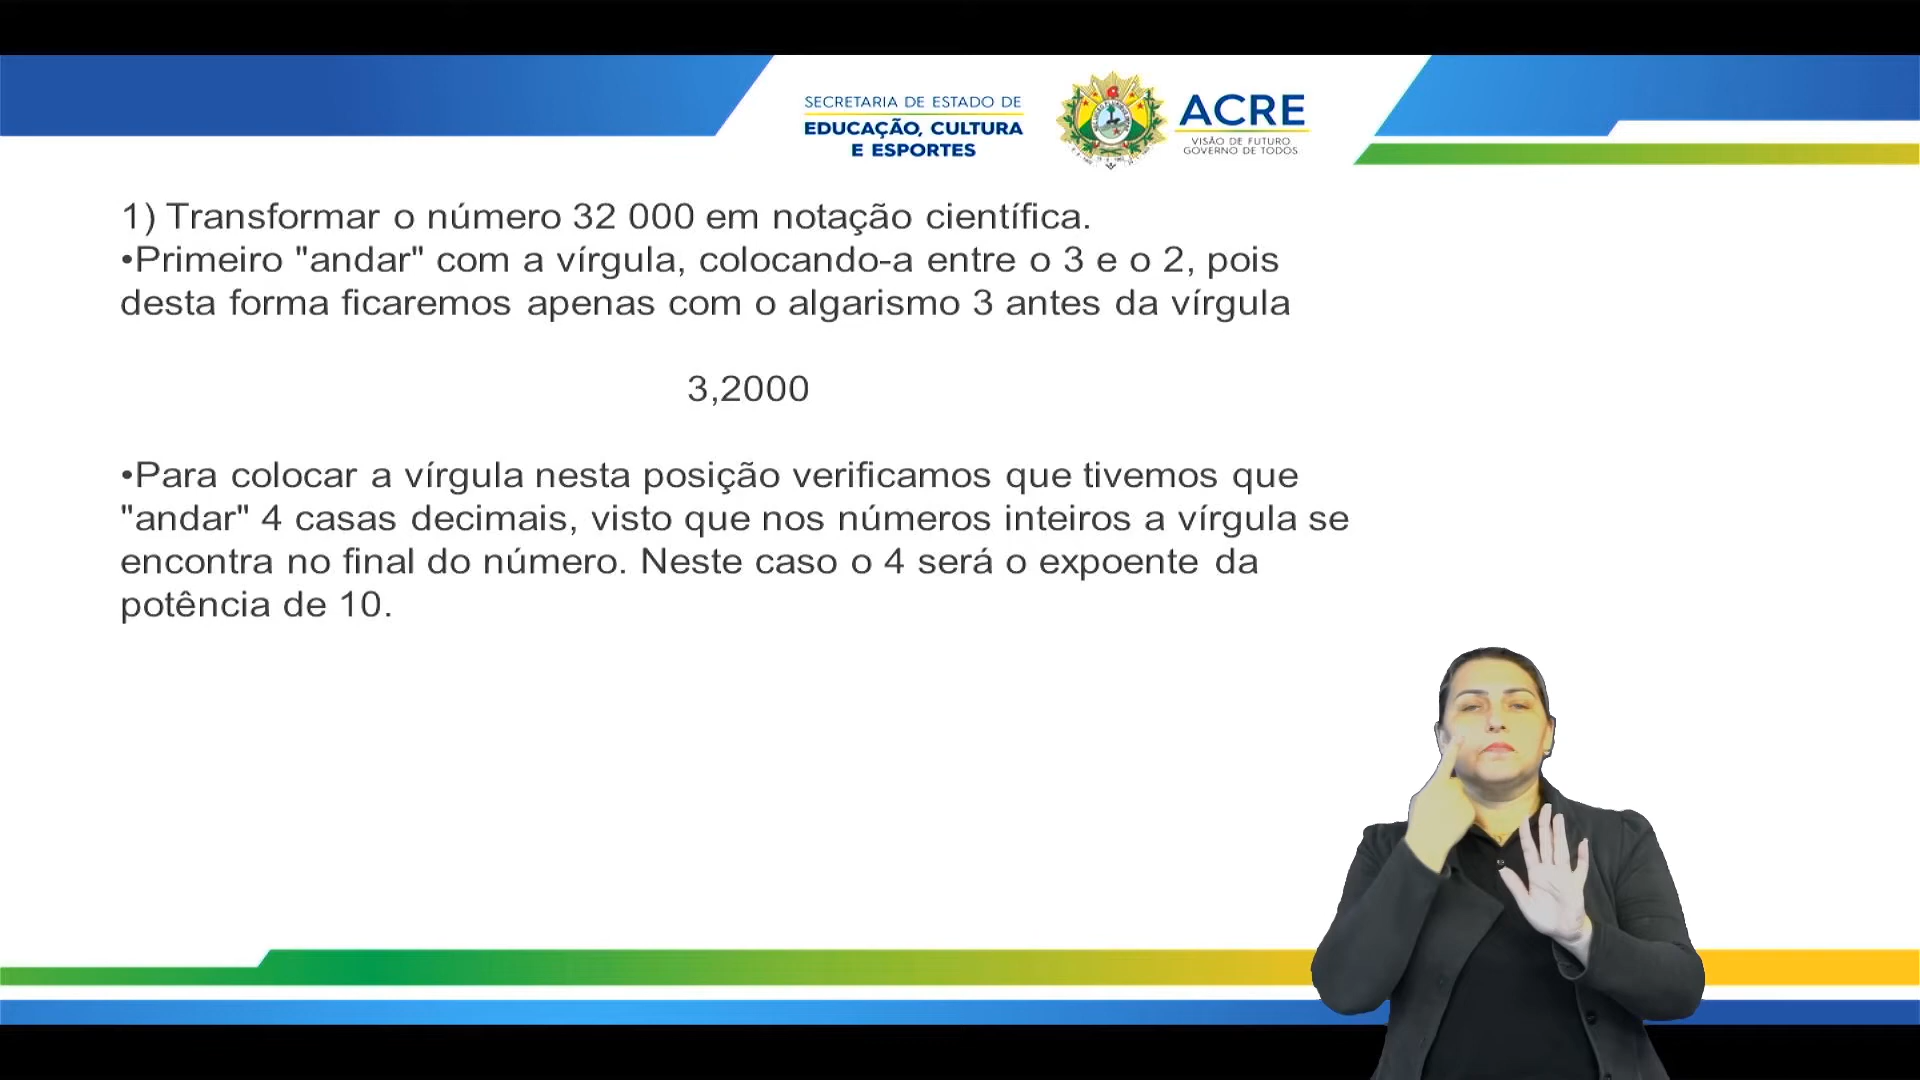 SECRETARIA DE ESTADO DE
EDUCAÇÃO, CULTURA
E ESPORTES
ACRE
VISÃO DE FUTURO
GOVERNO DE TODOS
1) Transformar o número 32 000 em notação científica.
•Primeiro "andar" com a vírgula, colocando-a entre o 3 e o 2, pois
desta forma ficaremos apenas com o algarismo 3 antes da vírgula
3,2000
•Para colocar a vírgula nesta posição verificamos que tivemos que
"andar" 4 casas decimais, visto que nos números inteiros a vírgula se
encontra no final do número. Neste caso o 4 será o expoente da
potência de 10.